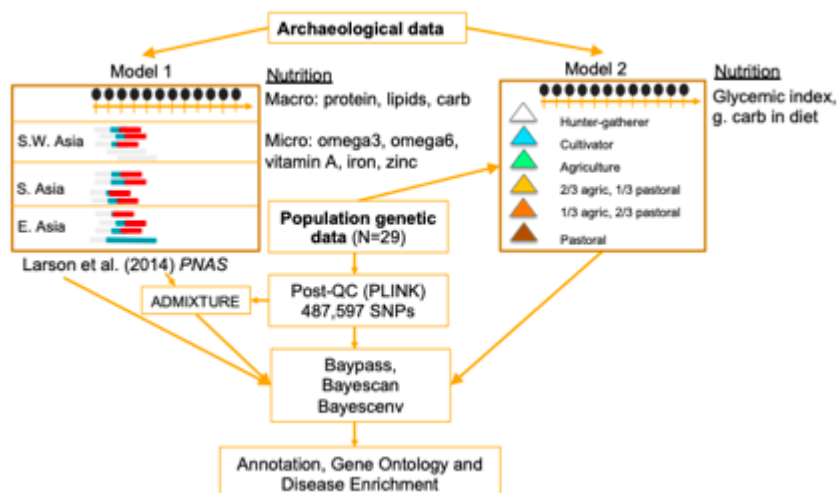 Archaeological data
Model 1
Nutrition
Macro: protein, lipids, carb
Micro: omega3, omega6,
vitamin A, iron, zinc
S.W. Asia
S. Asia
E. Asia
Larson et al. (2014) PNAS
Model 2
Nutrition
Glycemic index,
g. carb in diet
Hunter-gatherer
Cultivator
Agriculture
2/3 agric, 1/3 pastoral
1/3 agric, 2/3 pastoral
Pastoral
Population genetic
data (N=29)
ADMIXTURE
Post-QC (PLINK)
487,597 SNPs
Baypass,
Bayescan
Bayescenv
Annotation, Gene Ontology and
Disease Enrichment